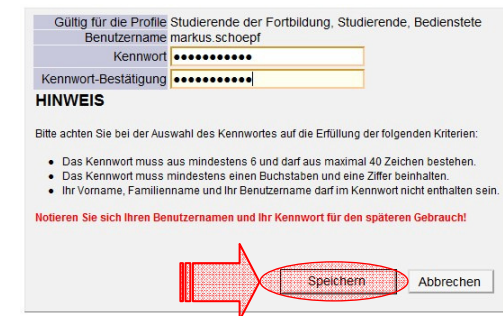 Gültig für die Profile Studierende der Fortbildung, Studierende, Bedienstete
Benutzername markus.schoepf
Kennwort ●●●●●●●●●●●
Kennwort-Bestätigung ●●●●●●●●●●●
HINWEIS
Bitte achten Sie bei der Auswahl des Kennwortes auf die Erfüllung der folgenden Kriterien:
• Das Kennwort muss aus mindestens 6 und darf aus maximal 40 Zeichen bestehen.
• Das Kennwort muss mindestens einen Buchstaben und eine Ziffer beinhalten.
• Ihr Vorname, Familienname und Ihr Benutzername darf im Kennwort nicht enthalten sein.
Notieren Sie sich Ihren Benutzernamen und Ihr Kennwort für den späteren Gebrauch!
Speichern Abbrechen